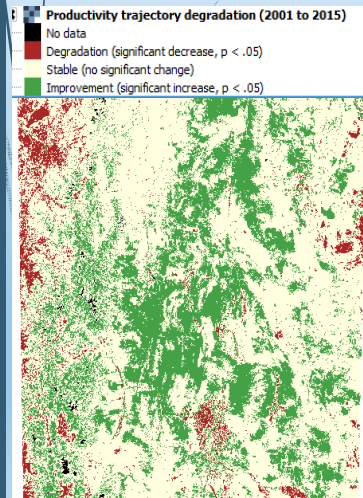 Productivity trajectory degradation (2001 to 2015)
No data
Degradation (significant decrease, p < .05)
Stable (no significant change)
Improvement (significant increase, p < .05)